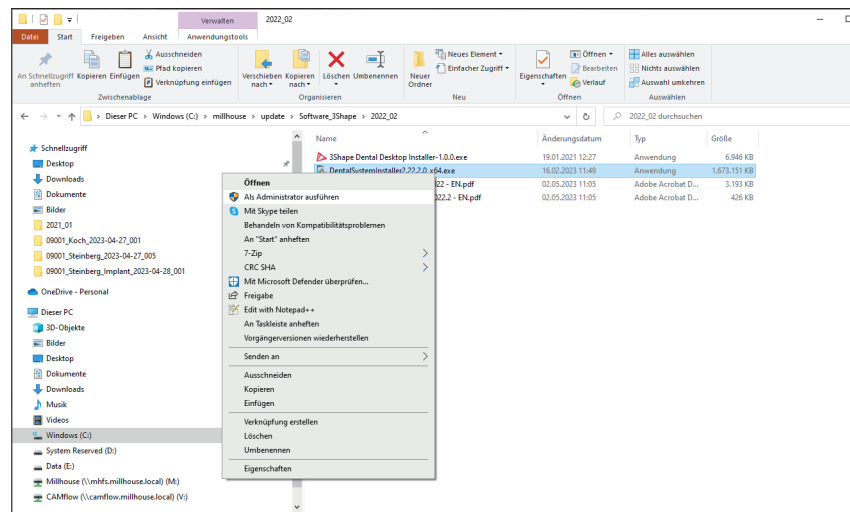 Verwalten 2022_02
Datei Start Freigeben Ansicht Anwendungstools
An Schnellzugriff anheften
Kopieren
Einfügen
Ausschneiden
Pfad kopieren
Verknüpfung einfügen
Zwischenablage
Verschieben nach
Kopieren nach
Löschen
Umbenennen
Organisieren
Neuer Ordner
Neues Element
Einfacher Zugriff
Neu
Eigenschaften
Öffnen
Bearbeiten
Verlauf
Öffnen
Alles auswählen
Nichts auswählen
Auswahl umkehren
Auswählen
Dieser PC › Windows (C:) › millhouse › update › Software_3Shape › 2022_02
2022_02 durchsuchen
Schnellzugriff
Desktop
Downloads
Dokumente
Bilder
2021_01
09001_Koch_2023-04-27_001
09001_Steinberg_2023-04-27_005
09001_Steinberg_Implant_2023-04-28_001
OneDrive - Personal
Dieser PC
3D-Objekte
Bilder
Desktop
Dokumente
Downloads
Musik
Videos
Windows (C:)
System Reserved (D:)
Data (E:)
Millhouse (\\mhfs.millhouse.local) (M:)
CAMflow (\\camflow.millhouse.local) (V:)
Name Änderungsdatum Typ Größe
3Shape Dental Desktop Installer-1.0.0.exe 19.01.2021 12:27 Anwendung 6.946 KB
DentalSystemInstaller2.22.2.0_x64.exe 16.02.2023 11:49 Anwendung 1.673.151 KB
22 - EN.pdf 02.05.2023 11:05 Adobe Acrobat D... 3.193 KB
022.2 - EN.pdf 02.05.2023 11:05 Adobe Acrobat D... 426 KB
Öffnen
Als Administrator ausführen
Mit Skype teilen
Behandeln von Kompatibilitätsproblemen
An "Start" anheften
7-Zip
CRC SHA
Mit Microsoft Defender überprüfen...
Freigabe
Edit with Notepad++
An Taskleiste anheften
Vorgängerversionen wiederherstellen
Senden an
Ausschneiden
Kopieren
Einfügen
Verknüpfung erstellen
Löschen
Umbenennen
Eigenschaften